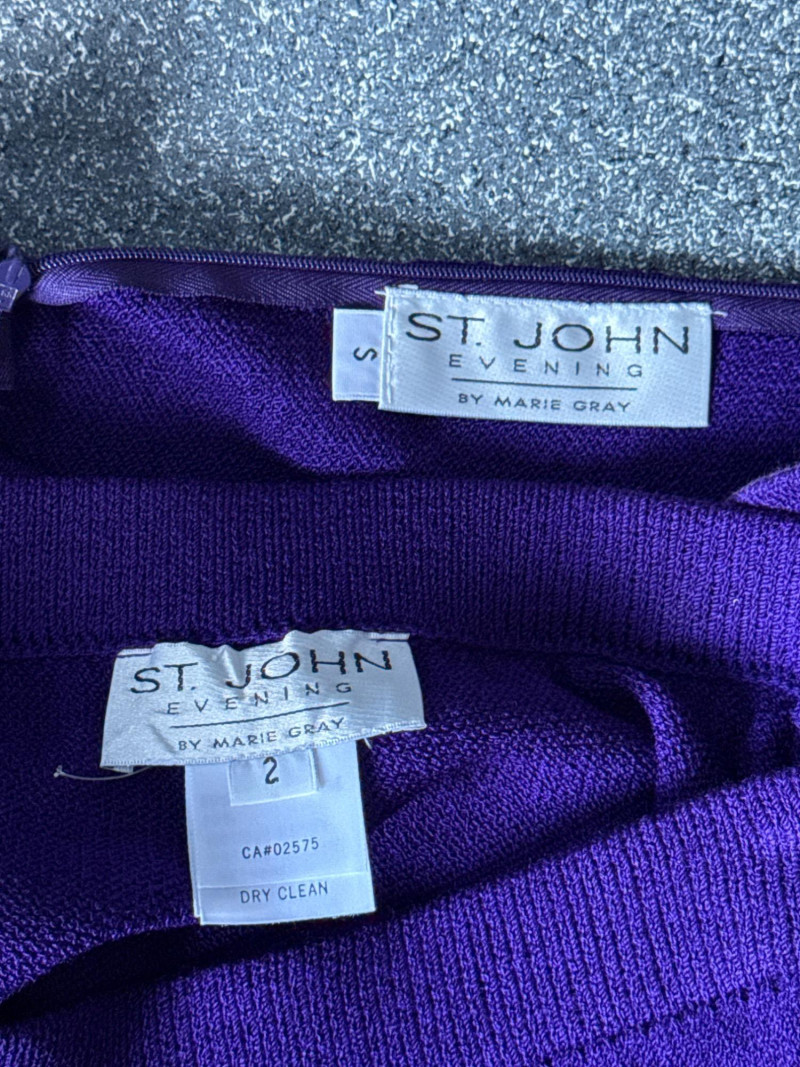 ST. JOHN
EVENING
BY MARIE GRAY
S
ST. JOHN
EVENING
BY MARIE GRAY
2
CA#02575
DRY CLEAN